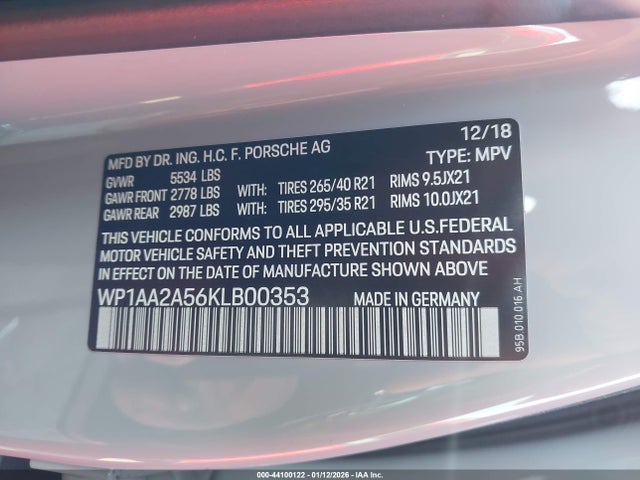 12/18
MFD BY DR. ING. H.C. F. PORSCHE AG TYPE: MPV
GVWR 5534 LBS
GAWR FRONT 2778 LBS WITH: TIRES 265/40 R21 RIMS 9.5JX21
GAWR REAR 2987 LBS WITH: TIRES 295/35 R21 RIMS 10.0JX21
THIS VEHICLE CONFORMS TO ALL APPLICABLE U.S.FEDERAL
MOTOR VEHICLE SAFETY AND THEFT PREVENTION STANDARDS
IN EFFECT ON THE DATE OF MANUFACTURE SHOWN ABOVE
WP1AA2A56KLB00353 MADE IN GERMANY
95B.010.016.AH
000-44100122 - 01/12/2026 - IAA Inc.